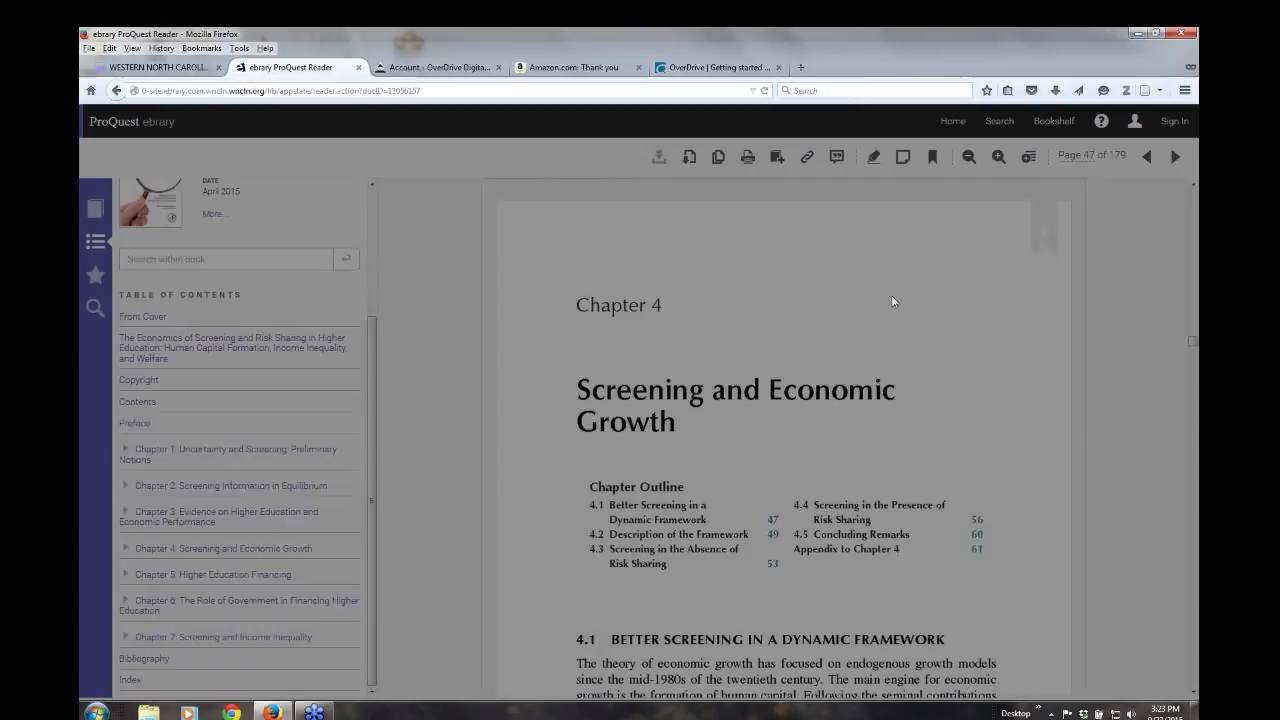 ebrary ProQuest Reader - Mozilla Firefox
File Edit View History Bookmarks Tools Help
WESTERN NORTH CAROLI...
ebrary ProQuest Reader
Account - OverDrive Digita...
Amazon.com: Thank you
OverDrive | Getting started ...
0-site.ebrary.com.wncln.wncln.org/lib/appstate/reader.action?docID=11056157
Search
ProQuest ebrary
Home Search Bookshelf Sign In
Page 47 of 179
DATE
April 2015
More...
Search within book
TABLE OF CONTENTS
Front Cover
The Economics of Screening and Risk Sharing in Higher
Education: Human Capital Formation, Income Inequality,
and Welfare
Copyright
Contents
Preface
Chapter 1: Uncertainty and Screening: Preliminary
Notions
Chapter 2: Screening Information in Equilibrium
Chapter 3: Evidence on Higher Education and
Economic Performance
Chapter 4: Screening and Economic Growth
Chapter 5: Higher Education Financing
Chapter 6: The Role of Government in Financing Higher
Education
Chapter 7: Screening and Income Inequality
Bibliography
Index
Chapter 4
Screening and Economic
Growth
Chapter Outline
4.1 Better Screening in a
Dynamic Framework 47
4.2 Description of the Framework 49
4.3 Screening in the Absence of
Risk Sharing 53
4.4 Screening in the Presence of
Risk Sharing 56
4.5 Concluding Remarks 60
Appendix to Chapter 4 61
4.1 BETTER SCREENING IN A DYNAMIC FRAMEWORK
The theory of economic growth has focused on endogenous growth models
since the mid-1980s of the twentieth century. The main engine for economic
growth is the formation of human capital. Following the seminal contributions
Desktop
3:23 PM